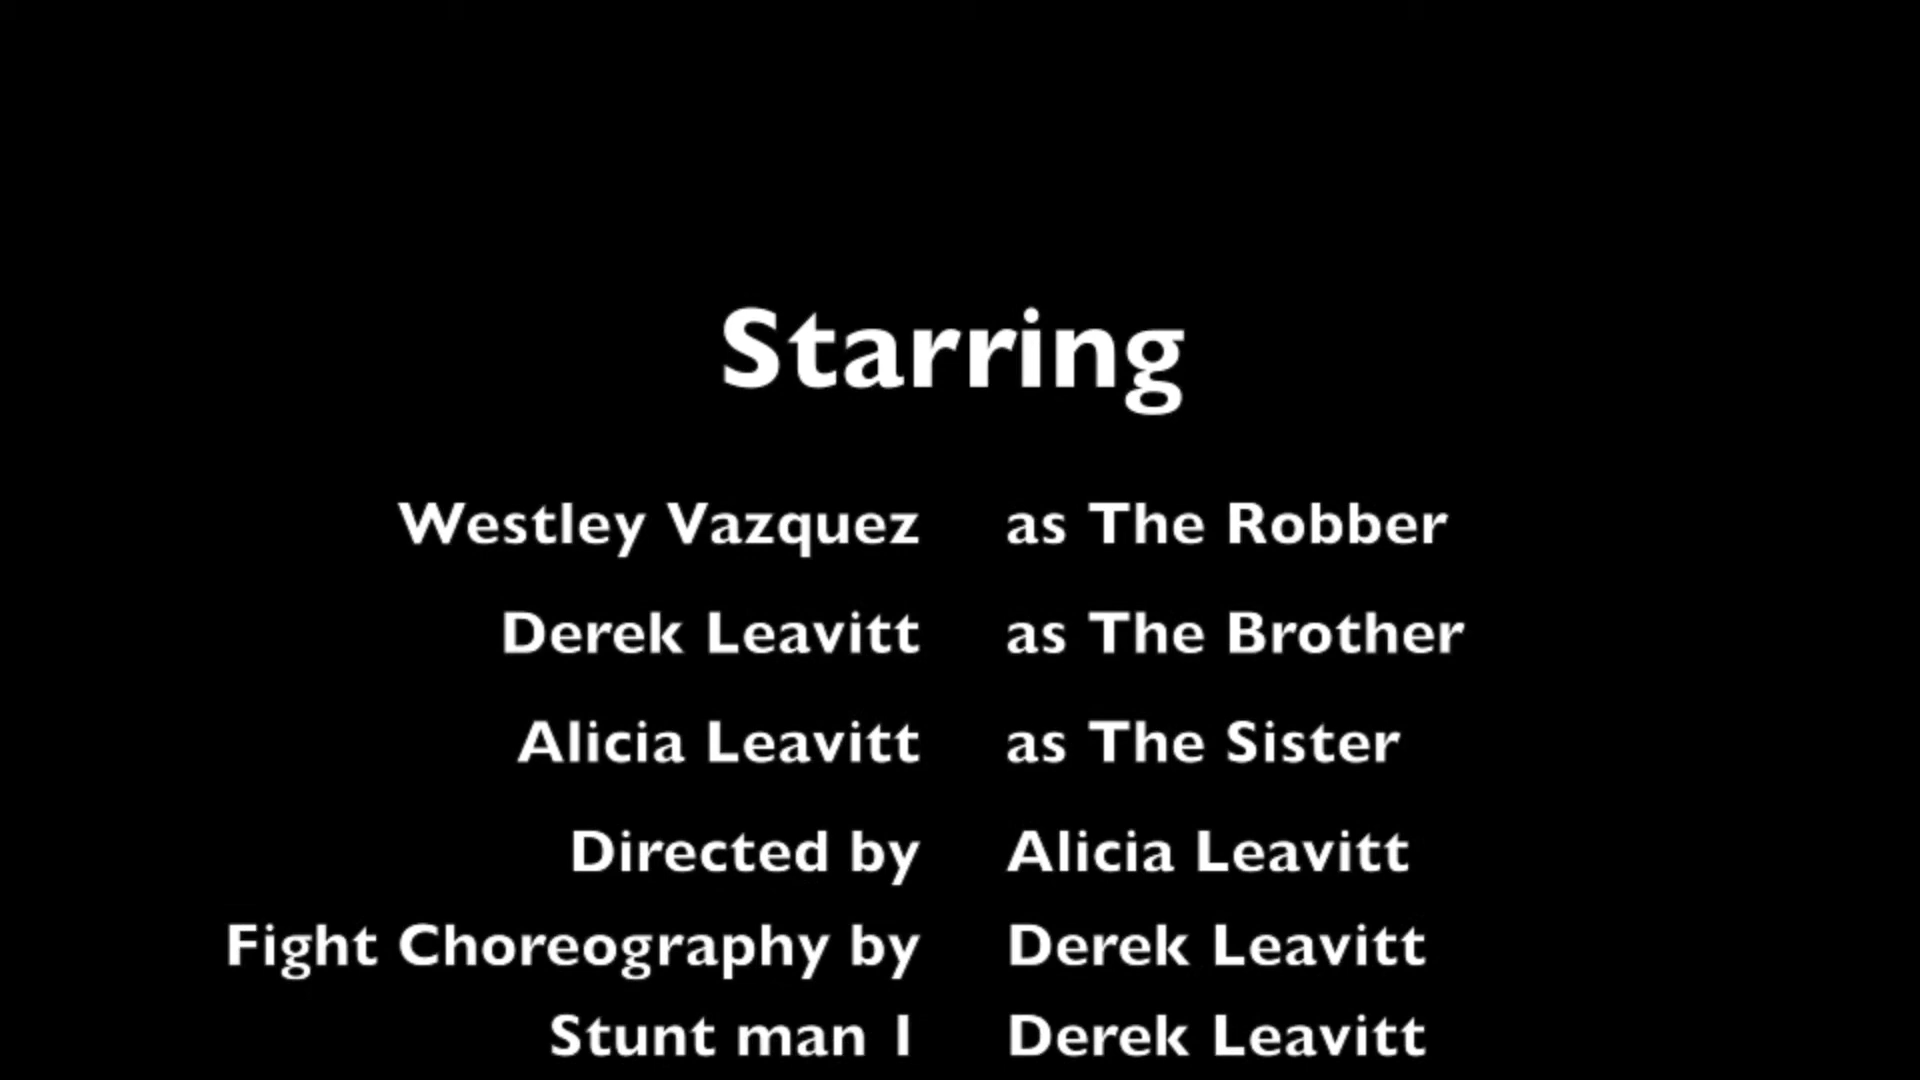 Starring
Westley Vazquez as The Robber
Derek Leavitt as The Brother
Alicia Leavitt as The Sister
Directed by Alicia Leavitt
Fight Choreography by Derek Leavitt
Stunt man 1 Derek Leavitt